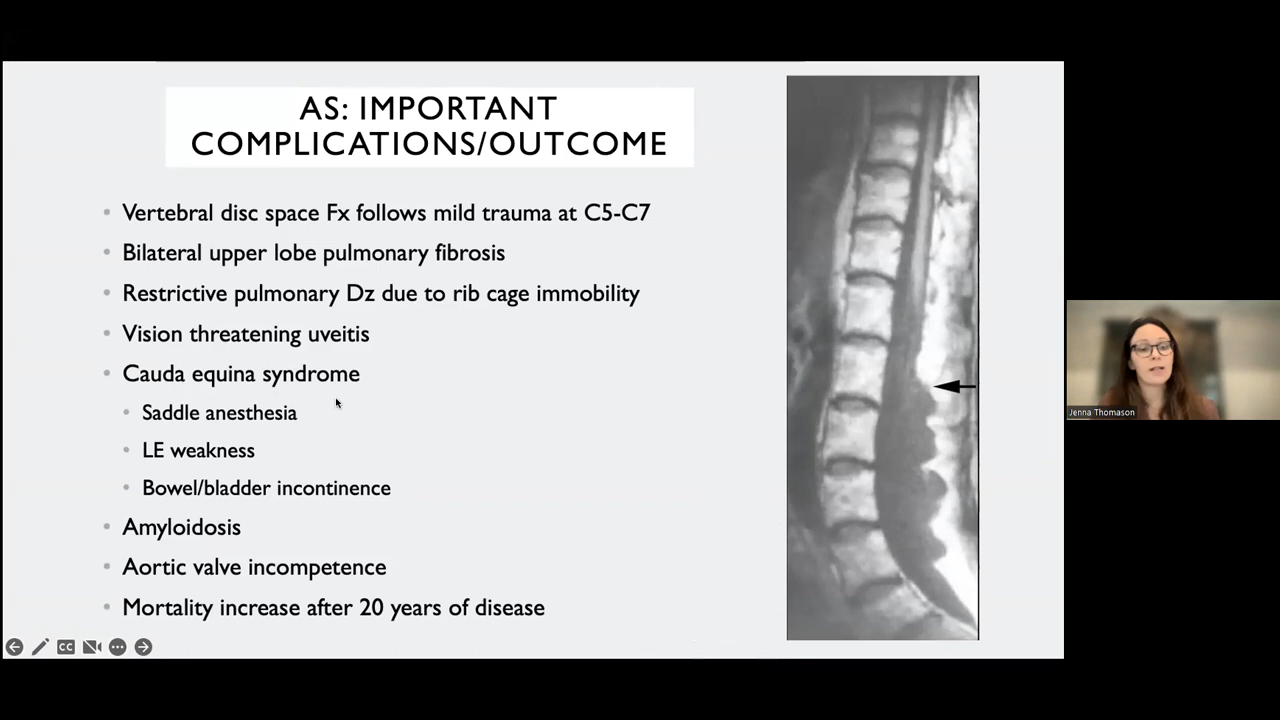 AS: IMPORTANT
COMPLICATIONS/OUTCOME
Vertebral disc space Fx follows mild trauma at C5-C7
Bilateral upper lobe pulmonary fibrosis
Restrictive pulmonary Dz due to rib cage immobility
Vision threatening uveitis
Cauda equina syndrome
Saddle anesthesia
LE weakness
Bowel/bladder incontinence
Amyloidosis
Aortic valve incompetence
Mortality increase after 20 years of disease
CC
Jenna Thomason